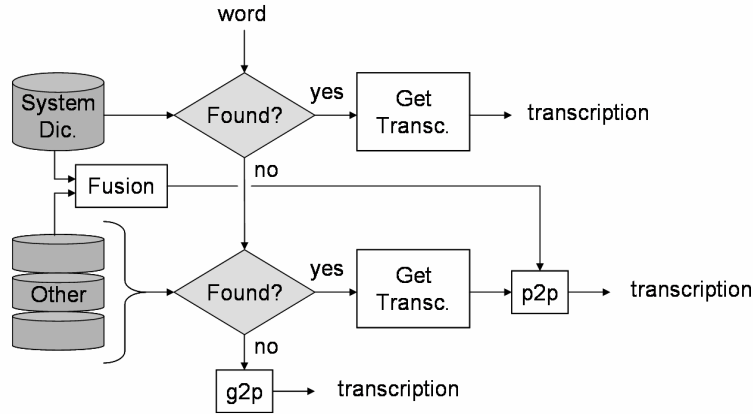 word
System
Dic.
Found?
yes
Get
Transc.
transcription
no
Fusion
Other
Found?
yes
Get
Transc.
p2p
transcription
no
g2p
transcription